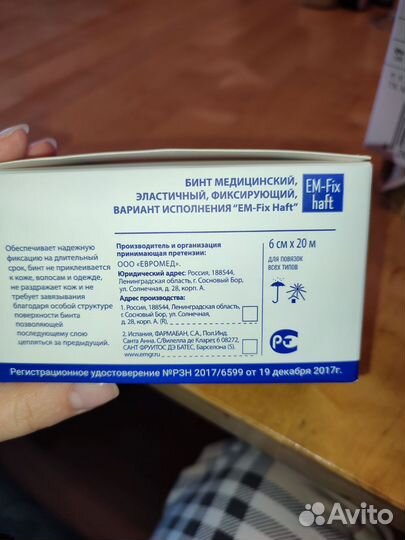 БИНТ МЕДИЦИНСКИЙ,
ЭЛАСТИЧНЫЙ, ФИКСИРУЮЩИЙ,
ВАРИАНТ ИСПОЛНЕНИЯ "EM-Fix Haft"
EM-Fix
haft
Обеспечивает надежную
фиксацию на длительный
срок, бинт не приклеивается
к коже, волосам и одежде,
не раздражает кож и не
требует завязывания
благодаря особой структуре
поверхности бинта
позволяющей
последующему слою
цепляться за предыдущий.
Производитель и организация
принимающая претензии:
ООО «ЕВРОМЕД».
Юридический адрес: Россия, 188544,
Ленинградская область, г. Сосновый Бор,
ул. Солнечная, д. 28, корп. А.
Адрес производства:
1. Россия, 188544, Ленинградская область,
г. Сосновый Бор, ул. Солнечная,
д. 28, корп. А (R).
2. Испания, ФАРМАБАН, С.А., Пол.Инд.
Санта Анна. С/Вилелла де Кларет 6, 08272,
САНТ ФРУИТОС ДЭ БАТЕС, Барселона (S).
www.emgr.ru
6 см x 20 м
ДЛЯ ПОВЯЗОК
ВСЕХ ТИПОВ
Регистрационное удостоверение №РЗН 2017/6599 от 19 декабря 2017г.
Avito